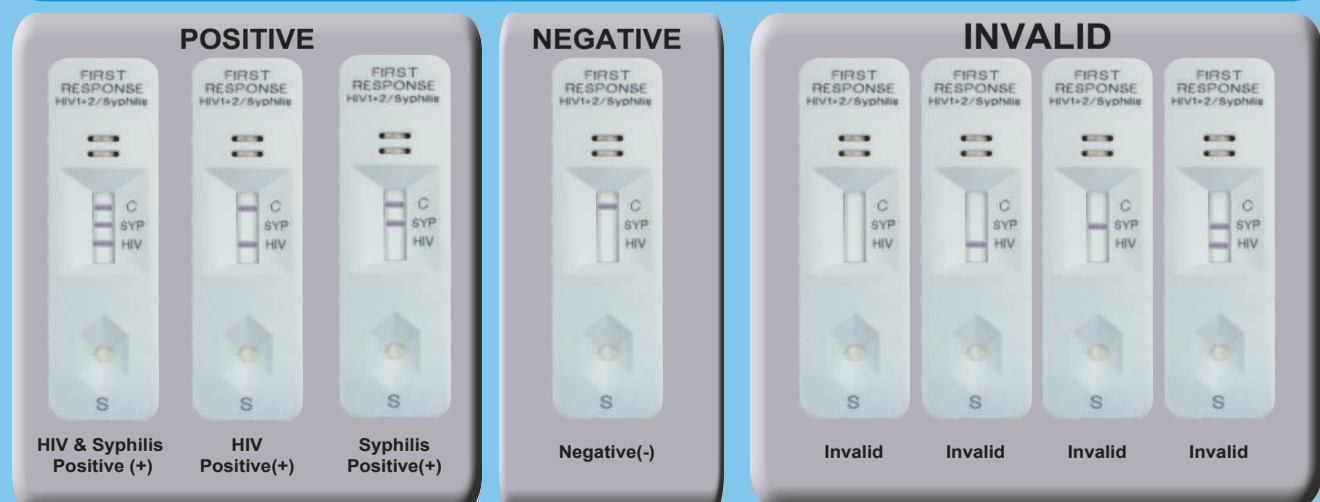 POSITIVE
FIRST
RESPONSE
HIV1+2/Syphilis
C
SYP
HIV
S
HIV & Syphilis
Positive (+)
FIRST
RESPONSE
HIV1+2/Syphilis
C
SYP
HIV
S
HIV
Positive(+)
FIRST
RESPONSE
HIV1+2/Syphilis
C
SYP
HIV
S
Syphilis
Positive(+)
NEGATIVE
FIRST
RESPONSE
HIV1+2/Syphilis
C
SYP
HIV
S
Negative(-)
INVALID
FIRST
RESPONSE
HIV1+2/Syphilis
C
SYP
HIV
S
Invalid
FIRST
RESPONSE
HIV1+2/Syphilis
C
SYP
HIV
S
Invalid
FIRST
RESPONSE
HIV1+2/Syphilis
C
SYP
HIV
S
Invalid
FIRST
RESPONSE
HIV1+2/Syphilis
C
SYP
HIV
S
Invalid